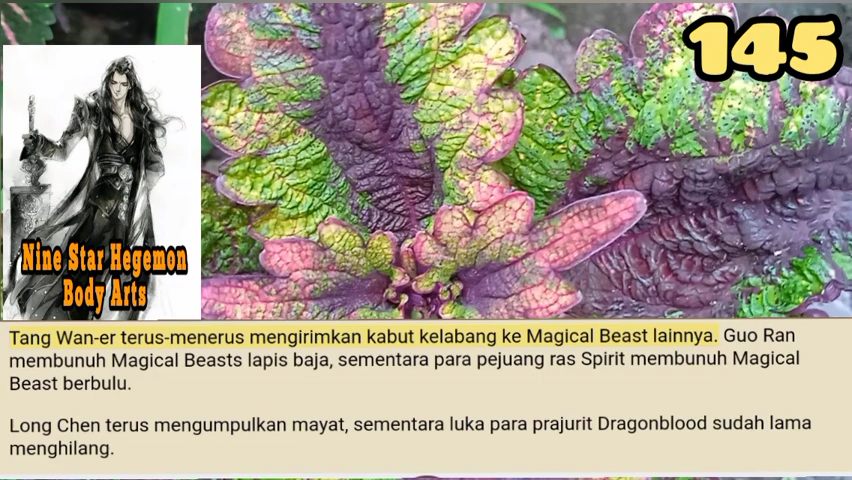 145
Nine Star Hegemon
Body Arts
Tang Wan-er terus-menerus mengirimkan kabut kelabang ke Magical Beast lainnya. Guo Ran
membunuh Magical Beasts lapis baja, sementara para pejuang ras Spirit membunuh Magical
Beast berbulu.
Long Chen terus mengumpulkan mayat, sementara luka para prajurit Dragonblood sudah lama
menghilang.